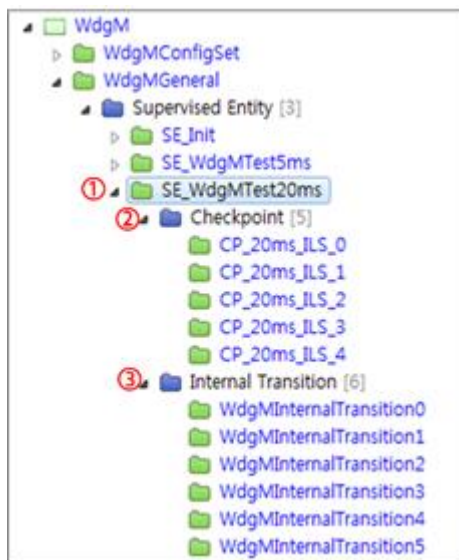 WdgM
WdgMConfigSet
WdgMGeneral
Supervised Entity [3]
SE_Init
SE_WdgMTest5ms
① SE_WdgMTest20ms
② Checkpoint [5]
CP_20ms_ILS_0
CP_20ms_ILS_1
CP_20ms_ILS_2
CP_20ms_ILS_3
CP_20ms_ILS_4
③ Internal Transition [6]
WdgMInternalTransition0
WdgMInternalTransition1
WdgMInternalTransition2
WdgMInternalTransition3
WdgMInternalTransition4
WdgMInternalTransition5